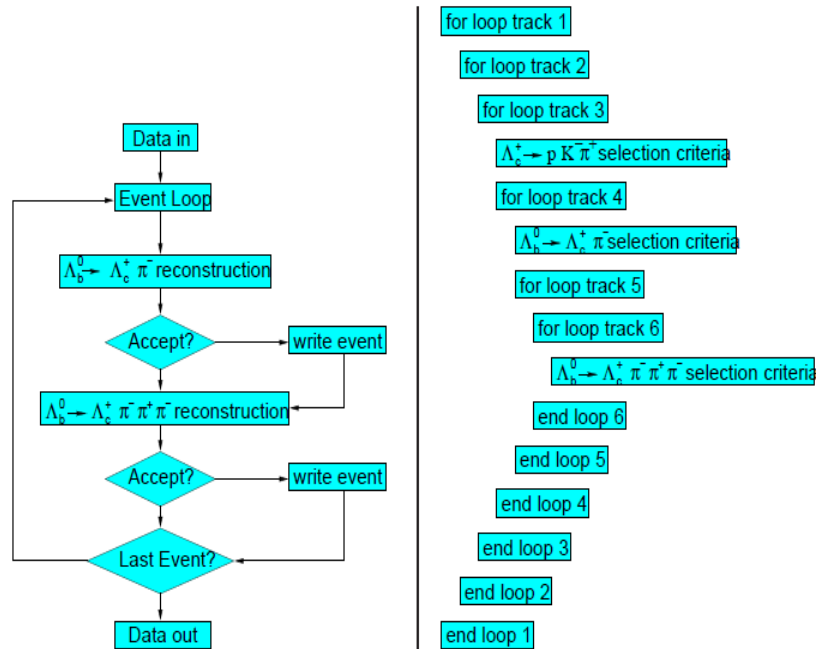 Data in
Event Loop
Λ_b^0 → Λ_c^+ π^- reconstruction
Accept?
write event
Λ_b^0 → Λ_c^+ π^- π^+ π^- reconstruction
Accept?
write event
Last Event?
Data out
for loop track 1
for loop track 2
for loop track 3
Λ_c^+ → p K^- π^+ selection criteria
for loop track 4
Λ_b^0 → Λ_c^+ π^- selection criteria
for loop track 5
for loop track 6
Λ_b^0 → Λ_c^+ π^- π^+ π^- selection criteria
end loop 6
end loop 5
end loop 4
end loop 3
end loop 2
end loop 1